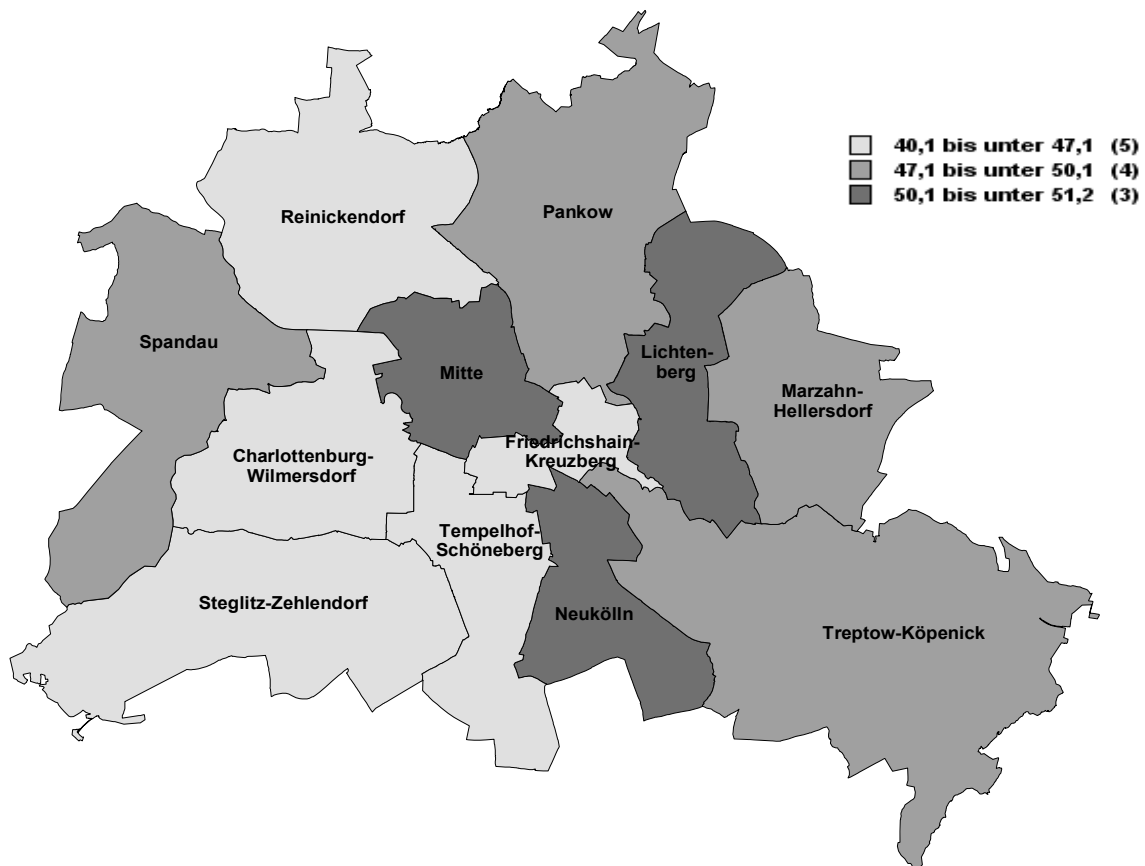 40,1 bis unter 47,1 (5)
47,1 bis unter 50,1 (4)
50,1 bis unter 51,2 (3)
Reinickendorf
Pankow
Spandau
Mitte
Lichten-
berg
Marzahn-
Hellersdorf
Charlottenburg-
Wilmersdorf
Friedrichshain-
Kreuzberg
Tempelhof-
Schöneberg
Steglitz-Zehlendorf
Neukölln
Treptow-Köpenick